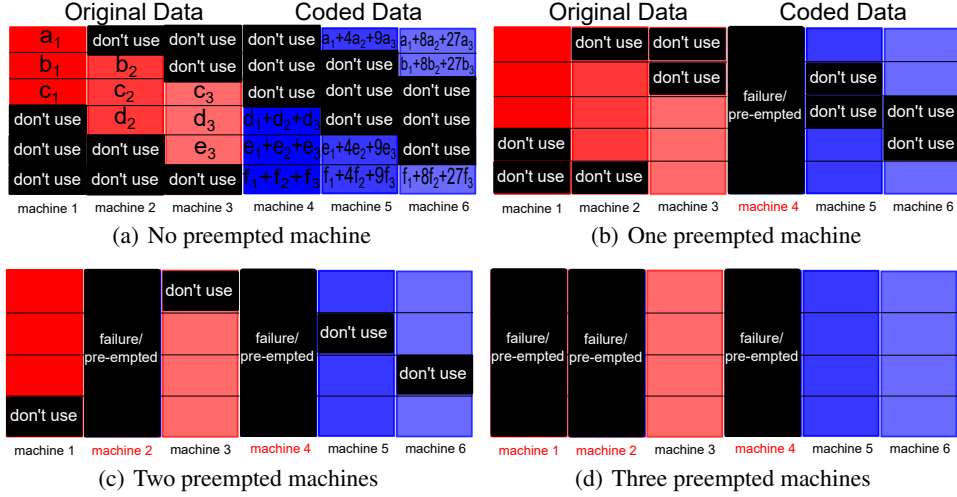 Original Data Coded Data
a₁ don't use don't use don't use a₁+4a₂+9a₃ a₁+8a₂+27a₃
b₁ b₂ don't use don't use don't use b₁+8b₂+27b₃
c₁ c₂ c₃ don't use don't use don't use
don't use d₂ d₃ d₁+d₂+d₃ don't use don't use
don't use don't use e₃ e₁+e₂+e₃ e₁+4e₂+9e₃ don't use
don't use don't use don't use f₁+f₂+f₃ f₁+4f₂+9f₃ f₁+8f₂+27f₃
machine 1 machine 2 machine 3 machine 4 machine 5 machine 6
(a) No preempted machine
Original Data Coded Data
don't use don't use
don't use don't use
failure/
pre-empted
don't use don't use
don't use don't use
don't use don't use
machine 1 machine 2 machine 3 machine 4 machine 5 machine 6
(b) One preempted machine
don't use
failure/ failure/ don't use
pre-empted pre-empted
don't use
don't use
machine 1 machine 2 machine 3 machine 4 machine 5 machine 6
(c) Two preempted machines
failure/ failure/ failure/
pre-empted pre-empted pre-empted
machine 1 machine 2 machine 3 machine 4 machine 5 machine 6
(d) Three preempted machines